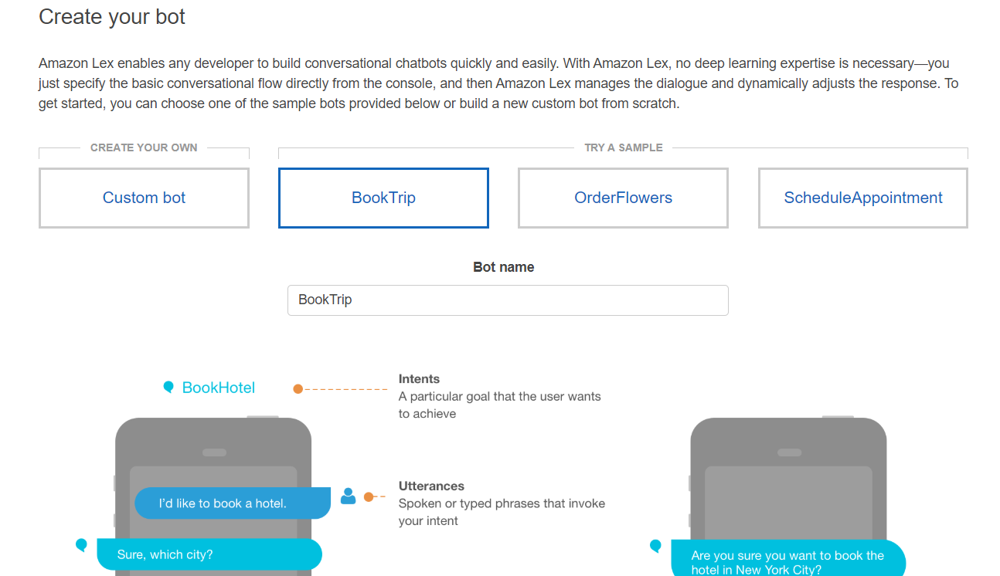 Create your bot
Amazon Lex enables any developer to build conversational chatbots quickly and easily. With Amazon Lex, no deep learning expertise is necessary—you
just specify the basic conversational flow directly from the console, and then Amazon Lex manages the dialogue and dynamically adjusts the response. To
get started, you can choose one of the sample bots provided below or build a new custom bot from scratch.
CREATE YOUR OWN
TRY A SAMPLE
Custom bot
BookTrip
OrderFlowers
ScheduleAppointment
Bot name
BookTrip
BookHotel
Intents
A particular goal that the user wants
to achieve
Utterances
Spoken or typed phrases that invoke
your intent
I'd like to book a hotel.
Sure, which city?
Are you sure you want to book the
hotel in New York City?